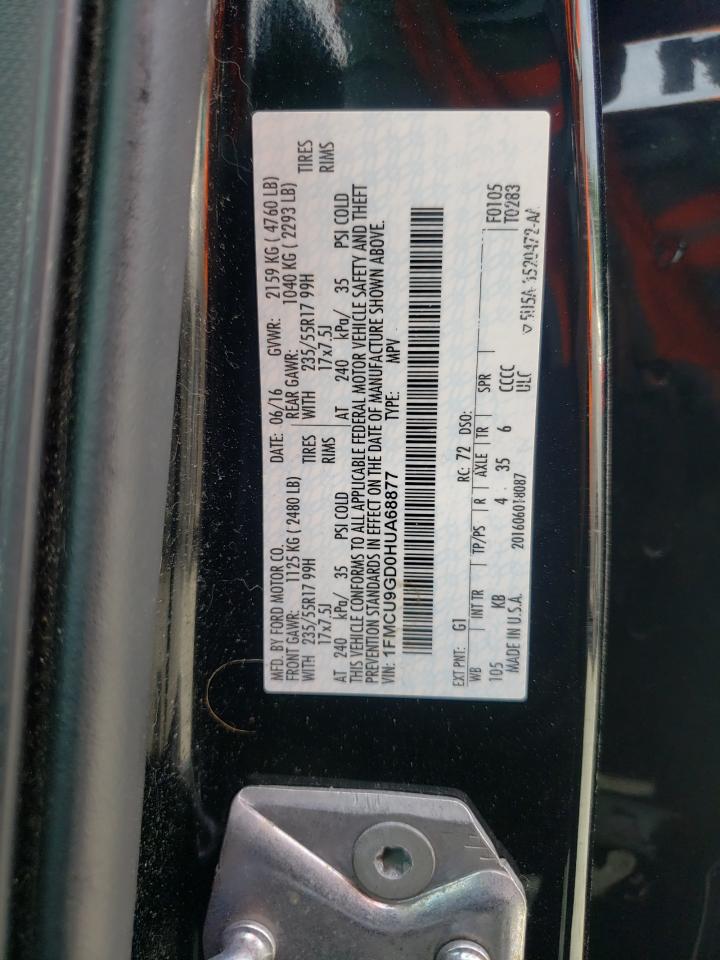 MFD. BY FORD MOTOR CO. DATE: 06/16 GVWR: 2159 KG ( 4760 LB)
FRONT GAWR: 1125 KG ( 2480 LB) REAR GAWR: 1040 KG ( 2293 LB)
WITH 235/55R17 99H TIRES WITH 235/55R17 99H TIRES
17x7.5J RIMS 17x7.5J RIMS
AT 240 kPa/ 35 PSI COLD AT 240 kPa/ 35 PSI COLD
THIS VEHICLE CONFORMS TO ALL APPLICABLE FEDERAL MOTOR VEHICLE SAFETY AND THEFT
PREVENTION STANDARDS IN EFFECT ON THE DATE OF MANUFACTURE SHOWN ABOVE.
VIN: 1FMCU9GD0HUA68877 TYPE: MPV
EXT PNT: G1 RC: 72 DSO:
WB INT TR TP/PS R AXLE TR SPR F0105
105 KB 4 35 6 CCCC T0283
MADE IN U.S.A. 201606018087 ULC